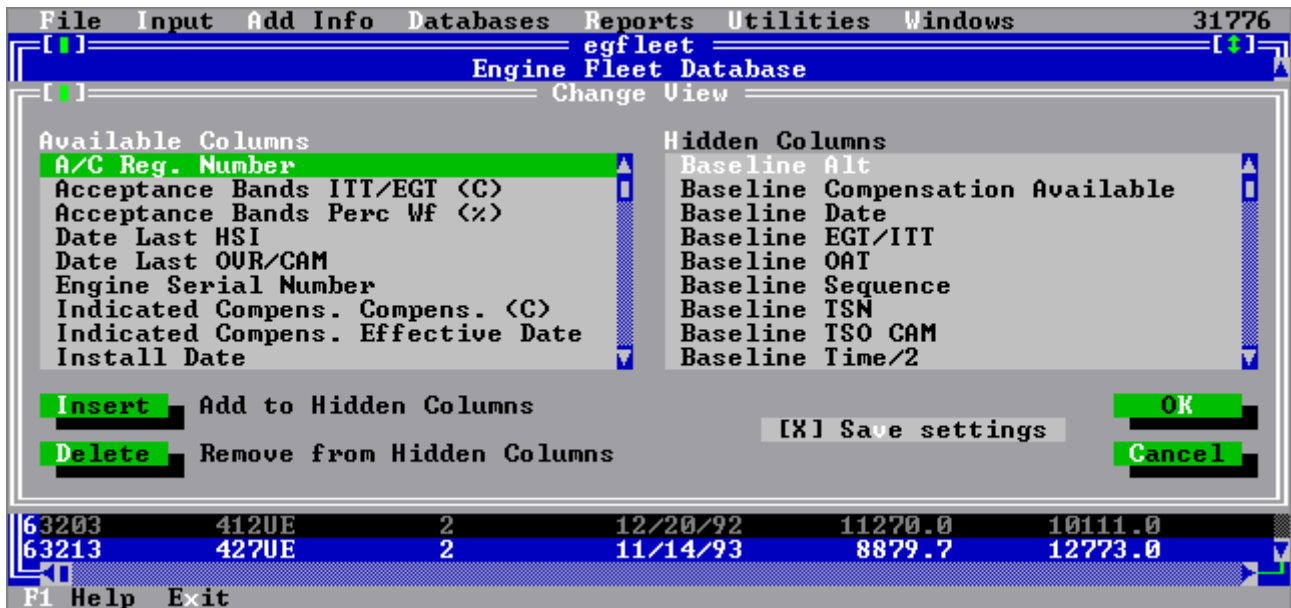 File Input Add Info Databases Reports Utilities Windows 31776
egfleet
Engine Fleet Database
Change View
Available Columns
A/C Reg. Number
Acceptance Bands ITT/EGT (C)
Acceptance Bands Perc Wf (%)
Date Last HSI
Date Last OVR/CAM
Engine Serial Number
Indicated Compens. Compens. (C)
Indicated Compens. Effective Date
Install Date
Hidden Columns
Baseline Alt
Baseline Compensation Available
Baseline Date
Baseline EGT/ITT
Baseline OAT
Baseline Sequence
Baseline TSN
Baseline TSO CAM
Baseline Time/2
Insert Add to Hidden Columns
Delete Remove from Hidden Columns
[X] Save settings
OK
Cancel
63203 412UE 2 12/20/92 11270.0 10111.0
63213 427UE 2 11/14/93 8879.7 12773.0
F1 Help Exit